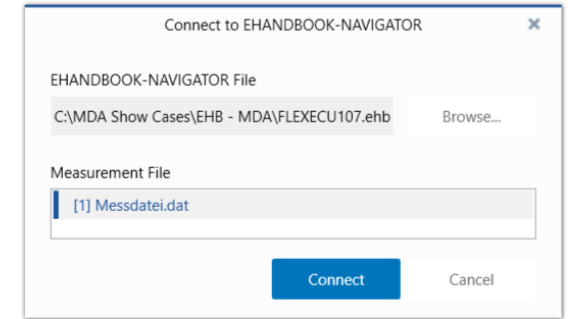 Connect to EHANDBOOK-NAVIGATOR
EHANDBOOK-NAVIGATOR File
C:\MDA Show Cases\EHB - MDA\FLEXECU107.ehb
Browse...
Measurement File
[1] Messdatei.dat
Connect
Cancel